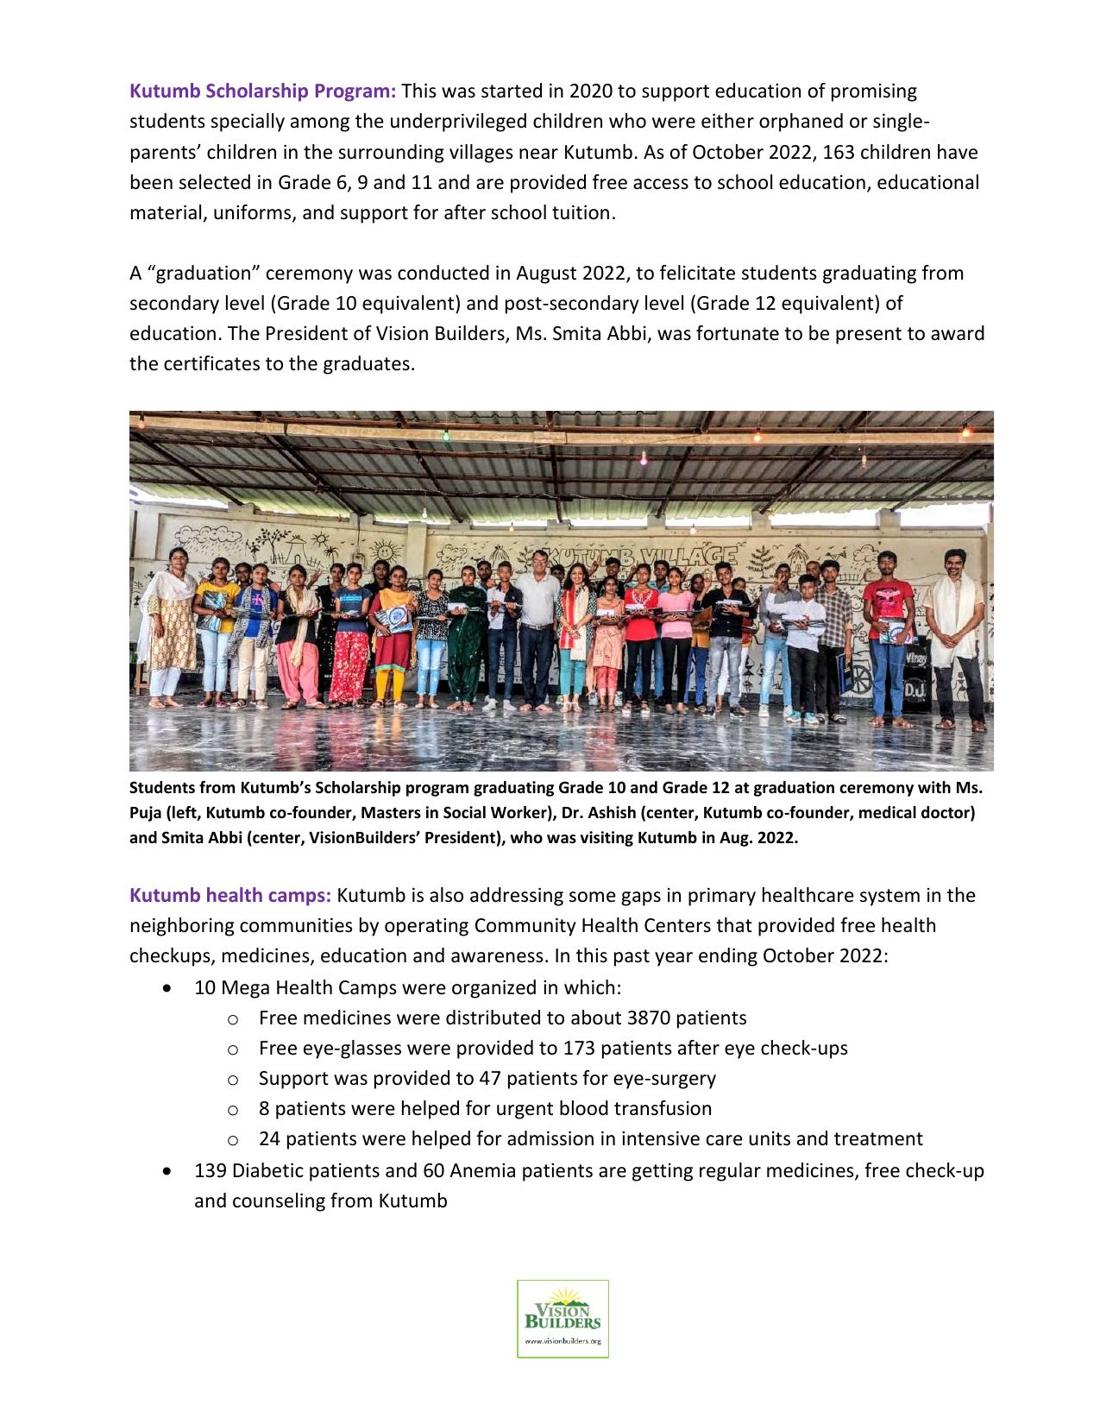 Kutumb Scholarship Program: This was started in 2020 to support education of promising
students specially among the underprivileged children who were either orphaned or single-
parents’ children in the surrounding villages near Kutumb. As of October 2022, 163 children have
been selected in Grade 6, 9 and 11 and are provided free access to school education, educational
material, uniforms, and support for after school tuition.
A “graduation” ceremony was conducted in August 2022, to felicitate students graduating from
secondary level (Grade 10 equivalent) and post-secondary level (Grade 12 equivalent) of
education. The President of Vision Builders, Ms. Smita Abbi, was fortunate to be present to award
the certificates to the graduates.
KUTUMB VILLAGE
Vinay
D.J.
Students from Kutumb’s Scholarship program graduating Grade 10 and Grade 12 at graduation ceremony with Ms.
Puja (left, Kutumb co-founder, Masters in Social Worker), Dr. Ashish (center, Kutumb co-founder, medical doctor)
and Smita Abbi (center, VisionBuilders’ President), who was visiting Kutumb in Aug. 2022.
Kutumb health camps: Kutumb is also addressing some gaps in primary healthcare system in the
neighboring communities by operating Community Health Centers that provided free health
checkups, medicines, education and awareness. In this past year ending October 2022:
• 10 Mega Health Camps were organized in which:
o Free medicines were distributed to about 3870 patients
o Free eye-glasses were provided to 173 patients after eye check-ups
o Support was provided to 47 patients for eye-surgery
o 8 patients were helped for urgent blood transfusion
o 24 patients were helped for admission in intensive care units and treatment
• 139 Diabetic patients and 60 Anemia patients are getting regular medicines, free check-up
and counseling from Kutumb
VISION
BUILDERS
www.visionbuilders.org